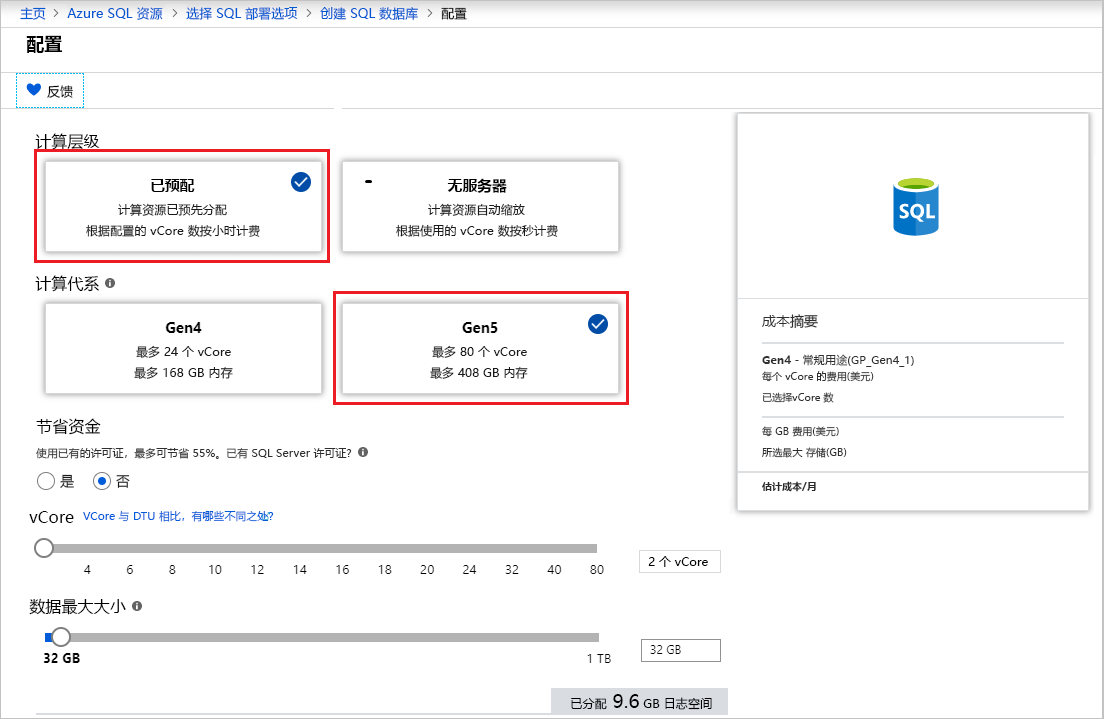 主页 > Azure SQL 资源 > 选择 SQL 部署选项 > 创建 SQL 数据库 > 配置
配置
反馈
计算层级
已预配
计算资源已预先分配
根据配置的 vCore 数按小时计费
无服务器
计算资源自动缩放
根据使用的 vCore 数按秒计费
计算代系
Gen4
最多 24 个 vCore
最多 168 GB 内存
Gen5
最多 80 个 vCore
最多 408 GB 内存
节省资金
使用已有的许可证，最多可节省 55%。已有 SQL Server 许可证?
是 否
vCore VCore 与 DTU 相比，有哪些不同之处?
4 6 8 10 12 14 16 18 20 24 32 40 80
2 个 vCore
数据最大大小
32 GB 1 TB
32 GB
已分配 9.6 GB 日志空间
SQL
成本摘要
Gen4 - 常规用途(GP_Gen4_1)
每个 vCore 的费用(美元)
已选择vCore 数
每 GB 费用(美元)
所选最大 存储(GB)
估计成本/月